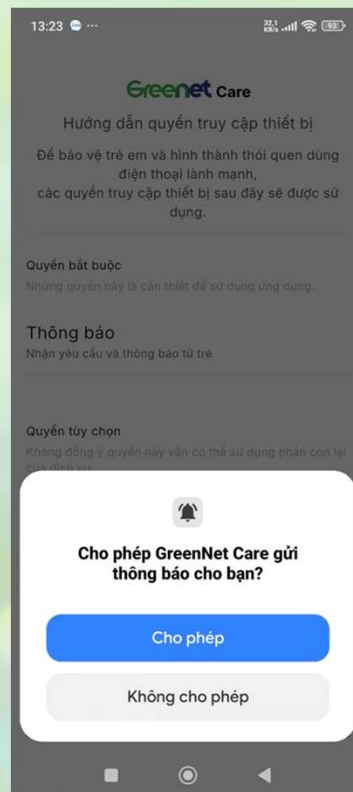 13:23
32,1 KB/s 93
Greenet Care
Hướng dẫn quyền truy cập thiết bị
Để bảo vệ trẻ em và hình thành thói quen dùng
điện thoại lành mạnh,
các quyền truy cập thiết bị sau đây sẽ được sử
dụng.
Quyền bắt buộc
Những quyền này là cần thiết để sử dụng ứng dụng.
Thông báo
Nhận yêu cầu và thông báo từ trẻ
Quyền tùy chọn
Không đồng ý quyền này vẫn có thể sử dụng phần còn lại
của dịch vụ
Cho phép GreenNet Care gửi
thông báo cho bạn?
Cho phép
Không cho phép